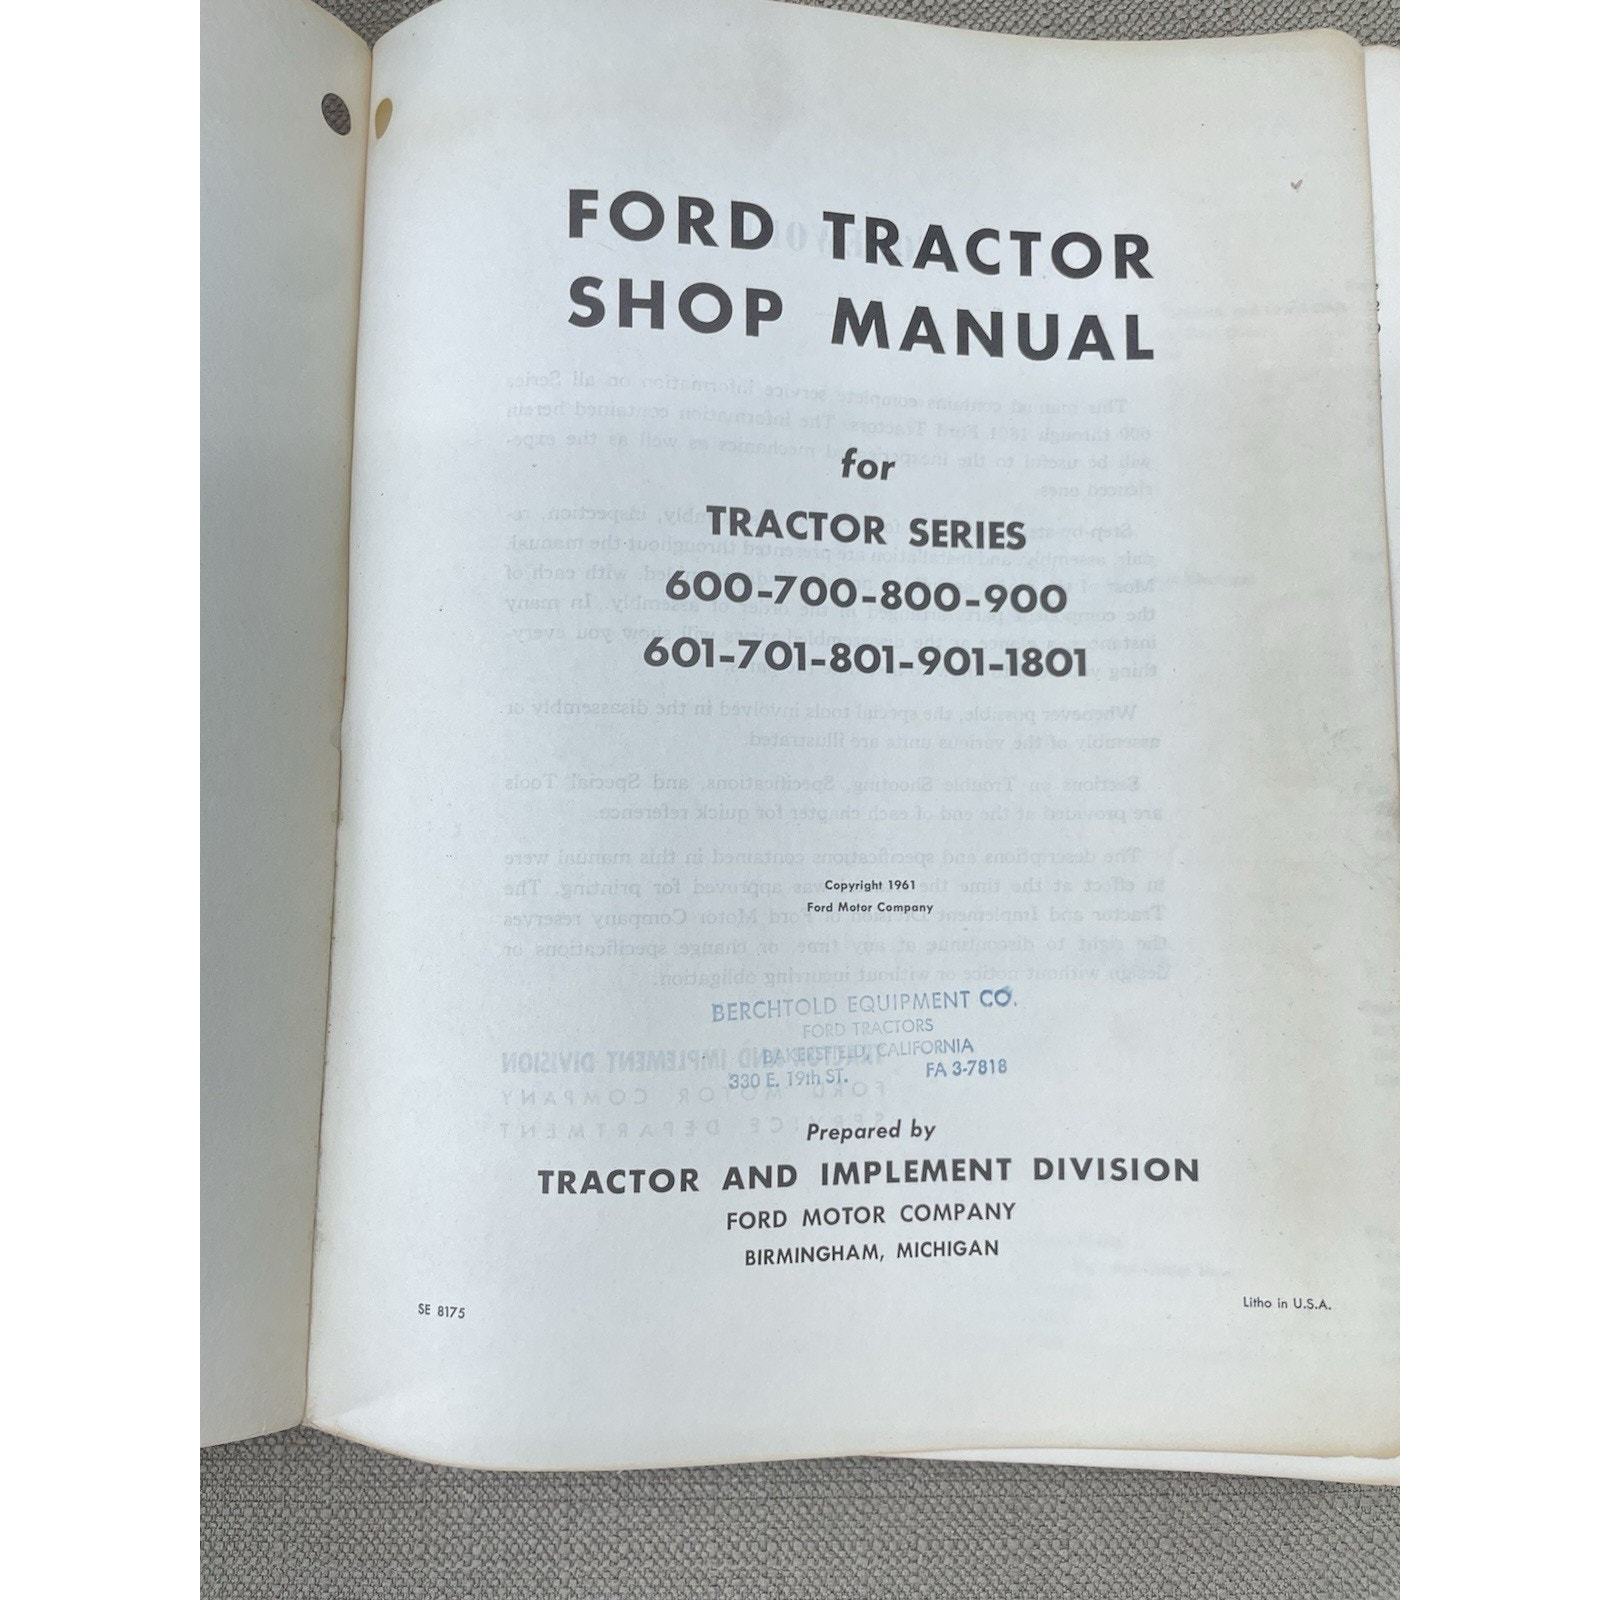 FORD TRACTOR
SHOP MANUAL
for
TRACTOR SERIES
600-700-800-900
601-701-801-901-1801
Copyright 1961
Ford Motor Company
BERCHTOLD EQUIPMENT CO.
FORD TRACTORS
BAKERSFIELD, CALIFORNIA
330 E. 19th ST. FA 3-7818
Prepared by
TRACTOR AND IMPLEMENT DIVISION
FORD MOTOR COMPANY
BIRMINGHAM, MICHIGAN
SE 8175
Litho in U.S.A.